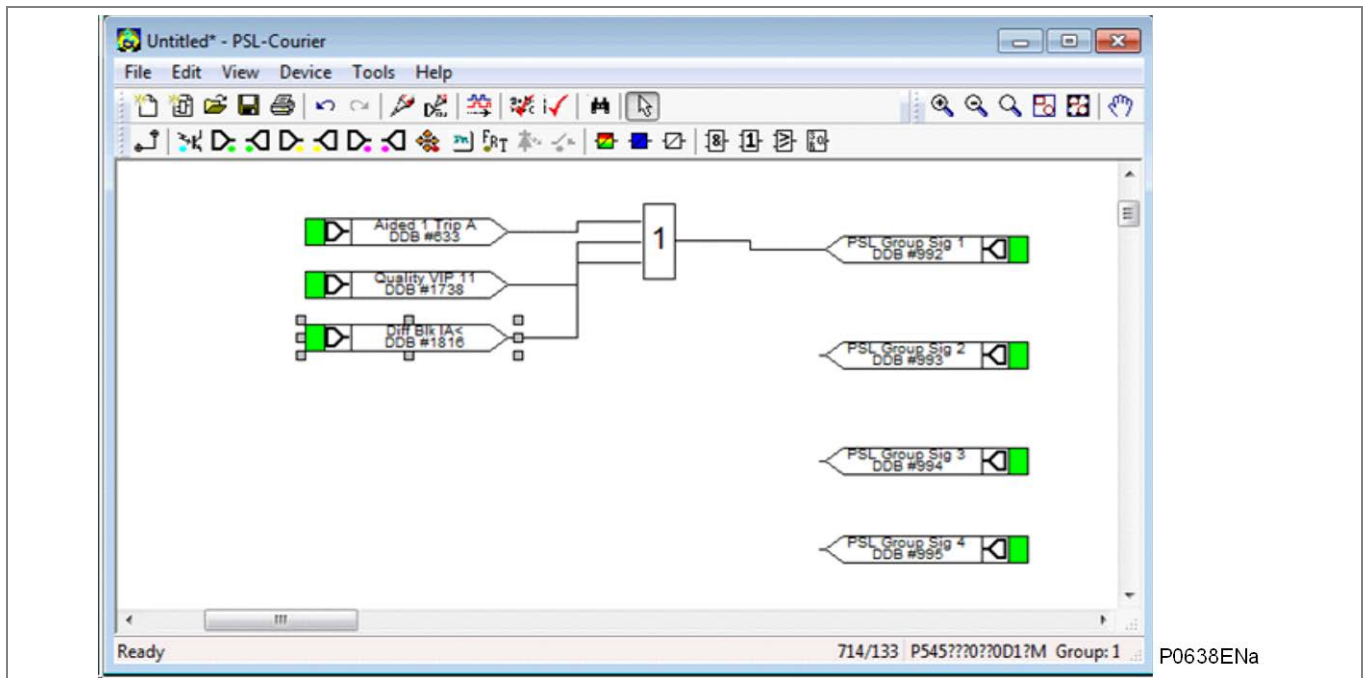 Untitled* - PSL-Courier
File Edit View Device Tools Help
Aided 1 Trip A
DDB #633
Quality VIP 11
DDB #1738
Diff Blk IA<
DDB #1816
1
PSL Group Sig 1
DDB #992
PSL Group Sig 2
DDB #993
PSL Group Sig 3
DDB #994
PSL Group Sig 4
DDB #995
Ready
714/133 P545???0??0D1?M Group: 1
P0638ENa